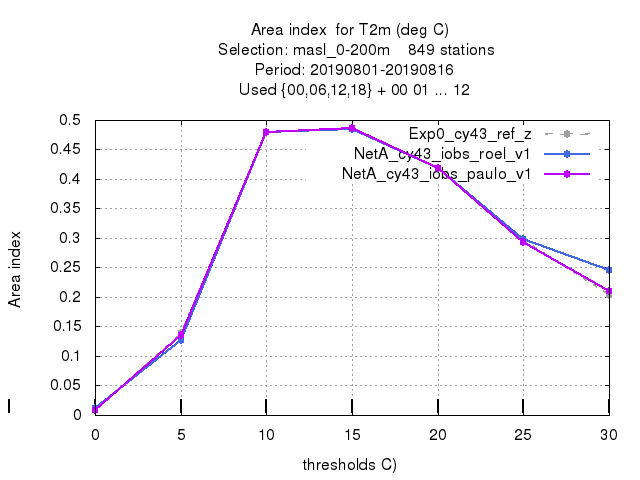 Area index  for T2m (deg C)
Selection: masl_0-200m    849 stations
Period: 20190801-20190816
Used {00,06,12,18} + 00 01 ... 12
Exp0_cy43_ref_z
NetA_cy43_iobs_roel_v1
NetA_cy43_iobs_paulo_v1
0.5
0.45
0.4
0.35
0.3
0.25
0.2
0.15
0.1
0.05
0
Area index
0 5 10 15 20 25 30
thresholds C)